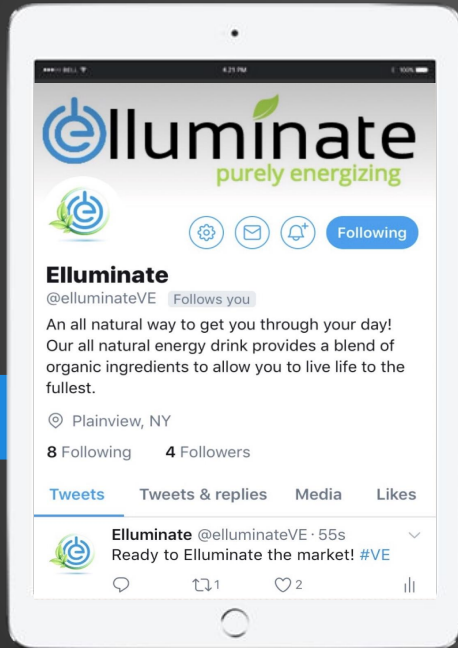 BELL 4:21 PM 100%
elluminate
purely energizing
Following
Elluminate
@elluminateVE Follows you
An all natural way to get you through your day!
Our all natural energy drink provides a blend of
organic ingredients to allow you to live life to the
fullest.
Plainview, NY
8 Following 4 Followers
Tweets Tweets & replies Media Likes
Elluminate @elluminateVE · 55s
Ready to Elluminate the market! #VE
1 2